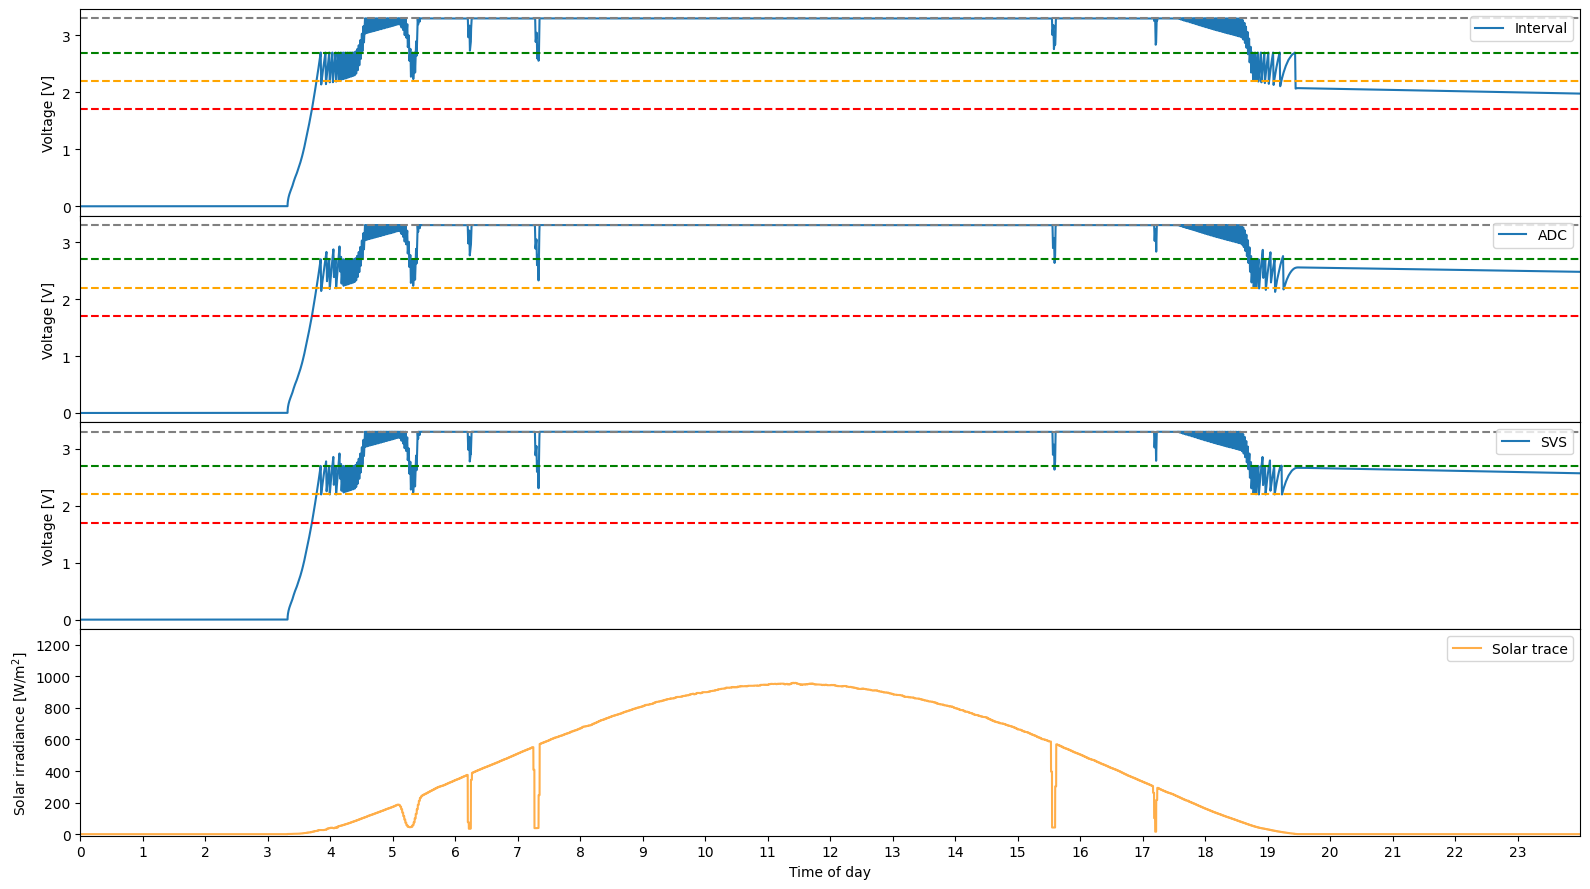 Voltage [V]
3
2
1
0
Interval
Voltage [V]
3
2
1
0
ADC
Voltage [V]
3
2
1
0
SVS
Solar irradiance [W/m²]
1200
1000
800
600
400
200
0
Solar trace
0 1 2 3 4 5 6 7 8 9 10 11 12 13 14 15 16 17 18 19 20 21 22 23
Time of day